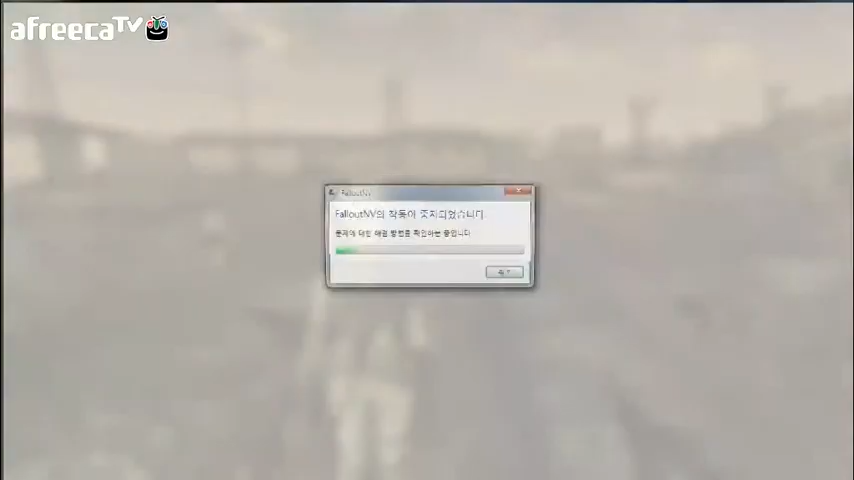 afreecaTV
FalloutNV
FalloutNV의 작동이 중지되었습니다.
문제에 대한 해결 방법을 확인하는 중입니다.